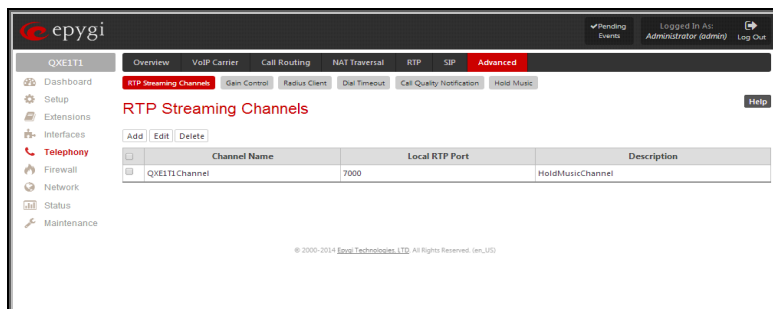 epygi
✔Pending Events
Logged In As:
Administrator (admin)
Log Out
QXE1T1
Overview VoIP Carrier Call Routing NAT Traversal RTP SIP Advanced
Dashboard
Setup
Extensions
Interfaces
Telephony
Firewall
Network
Status
Maintenance
RTP Streaming Channels Gain Control Radius Client Dial Timeout Call Quality Notification Hold Music
RTP Streaming Channels
Help
Add Edit Delete
Channel Name Local RTP Port Description
QXE1T1Channel 7000 HoldMusicChannel
© 2000-2014 Epygi Technologies, LTD. All Rights Reserved. (en_US)